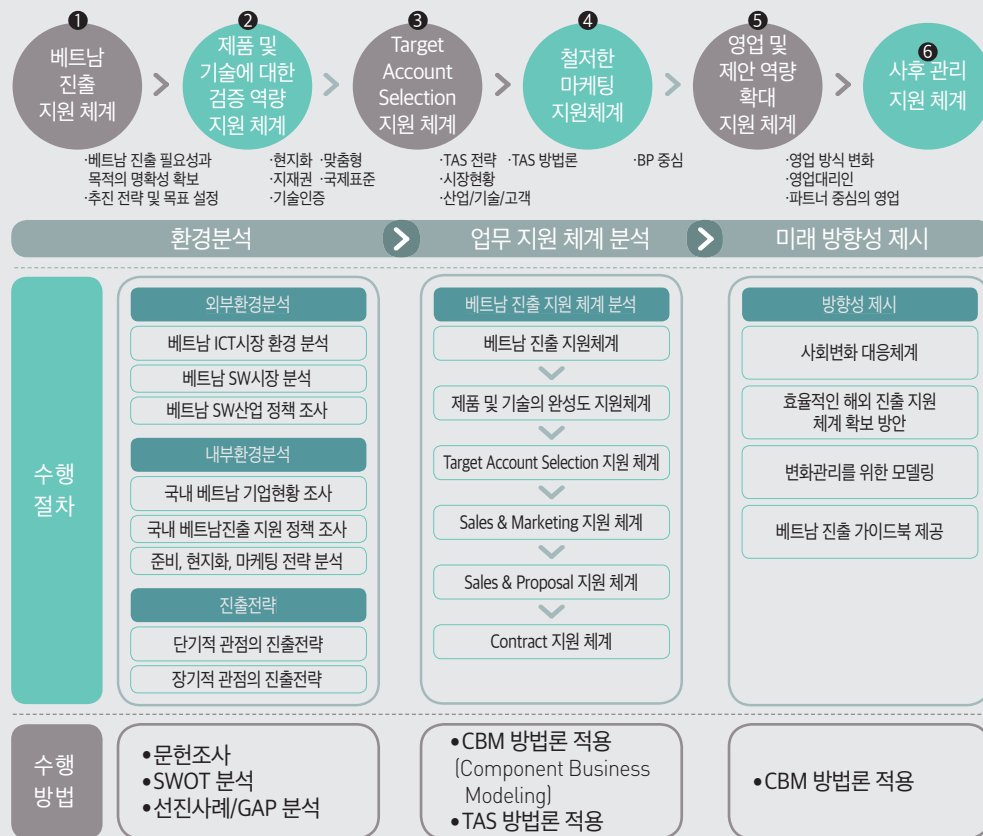 ❶
베트남
진출
지원 체계
❷
제품 및
기술에 대한
검증 역량
지원 체계
❸
Target
Account
Selection
지원 체계
❹
철저한
마케팅
지원체계
❺
영업 및
제안 역량
확대
지원 체계
❻
사후 관리
지원 체계
·베트남 진출 필요성과
목적의 명확성 확보
·추진 전략 및 목표 설정
·현지화 ·맞춤형
·지재권 ·국제표준
·기술인증
·TAS 전략 ·TAS 방법론
·시장현황
·산업/기술/고객
·BP 중심
·영업 방식 변화
·영업대리인
·파트너 중심의 영업
환경분석
업무 지원 체계 분석
미래 방향성 제시
수행
절차
외부환경분석
베트남 ICT시장 환경 분석
베트남 SW시장 분석
베트남 SW산업 정책 조사
내부환경분석
국내 베트남 기업현황 조사
국내 베트남진출 지원 정책 조사
준비, 현지화, 마케팅 전략 분석
진출전략
단기적 관점의 진출전략
장기적 관점의 진출전략
베트남 진출 지원 체계 분석
베트남 진출 지원체계
제품 및 기술의 완성도 지원체계
Target Account Selection 지원 체계
Sales & Marketing 지원 체계
Sales & Proposal 지원 체계
Contract 지원 체계
방향성 제시
사회변화 대응체계
효율적인 해외 진출 지원
체계 확보 방안
변화관리를 위한 모델링
베트남 진출 가이드북 제공
수행
방법
•문헌조사
•SWOT 분석
•선진사례/GAP 분석
•CBM 방법론 적용
(Component Business
Modeling)
•TAS 방법론 적용
•CBM 방법론 적용